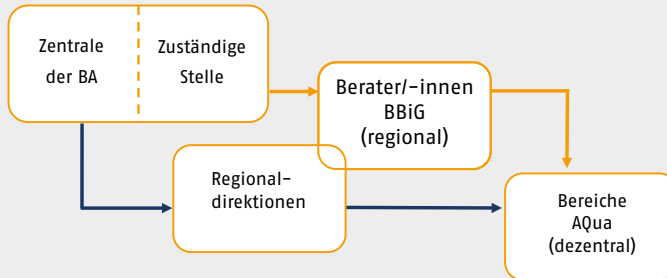 Zentrale
der BA
Zuständige
Stelle
Berater/-innen
BBiG
(regional)
Regional-
direktionen
Bereiche
AQua
(dezentral)